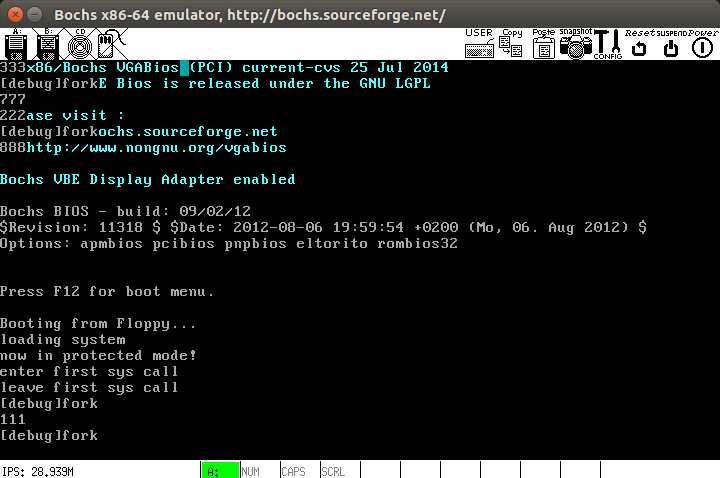 Bochs x86-64 emulator, http://bochs.sourceforge.net/
A: B: CD USER Copy Paste snapshot CONFIG Reset SUSPEND Power
333x86/Bochs VGABios (PCI) current-cvs 25 Jul 2014
[debug]forkE Bios is released under the GNU LGPL
777
222ase visit :
[debug]forkochs.sourceforge.net
888http://www.nongnu.org/vgabios
Bochs VBE Display Adapter enabled
Bochs BIOS - build: 09/02/12
$Revision: 11318 $ $Date: 2012-08-06 19:59:54 +0200 (Mo, 06. Aug 2012) $
Options: apmbios pcibios pnpbios eltorito rombios32
Press F12 for boot menu.
Booting from Floppy...
loading system
now in protected mode!
enter first sys call
leave first sys call
[debug]fork
111
[debug]fork
IPS: 28.939M A: NUM CAPS SCRL